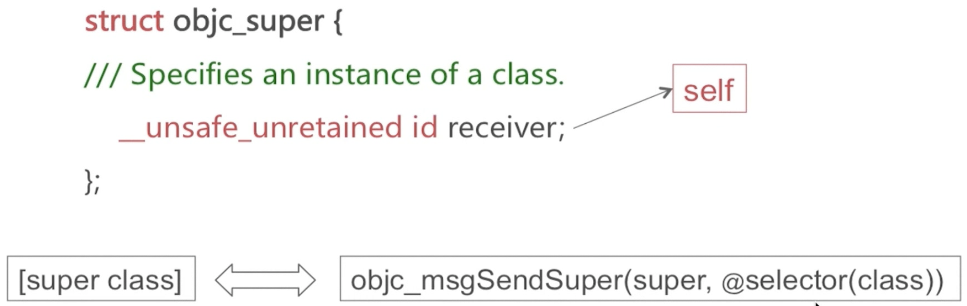 struct objc_super {
/// Specifies an instance of a class.
__unsafe_unretained id receiver;
self
};
[super class]
objc_msgSendSuper(super, @selector(class))